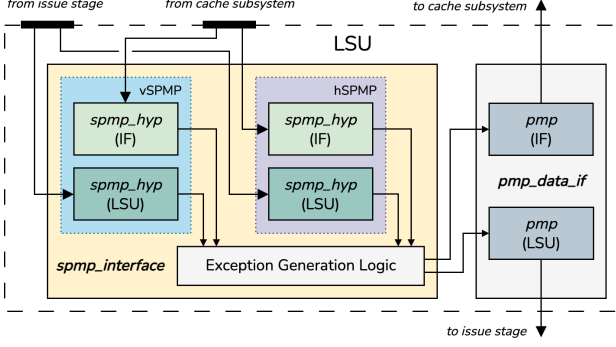 from issue stage
from cache subsystem
to cache subsystem
LSU
vSPMP
hSPMP
spmp_hyp
(IF)
spmp_hyp
(IF)
pmp
(IF)
spmp_hyp
(LSU)
spmp_hyp
(LSU)
pmp_data_if
pmp
(LSU)
spmp_interface
Exception Generation Logic
to issue stage